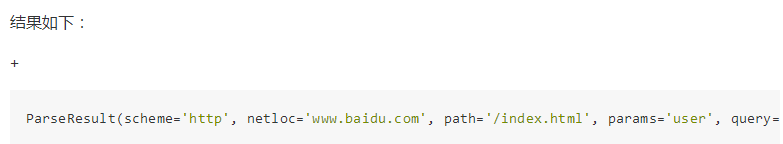 结果如下：
+
ParseResult(scheme='http', netloc='www.baidu.com', path='/index.html', params='user', query=